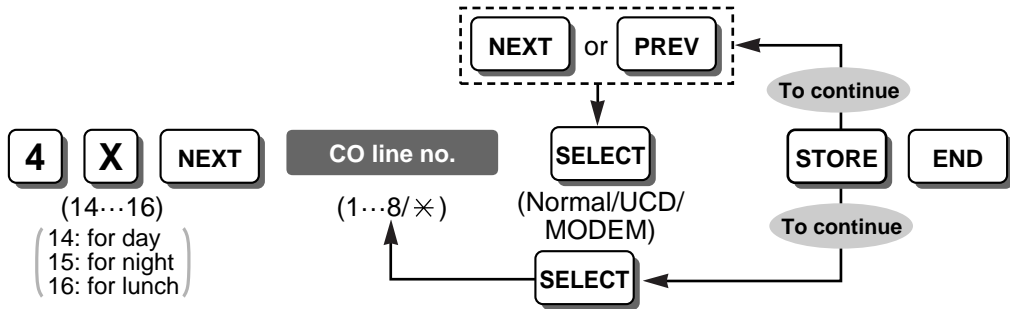 NEXT or PREV
To continue
4 X NEXT CO line no. SELECT STORE END
(14···16) (1···8/✳) (Normal/UCD/
MODEM)
To continue
14: for day
15: for night
16: for lunch
SELECT